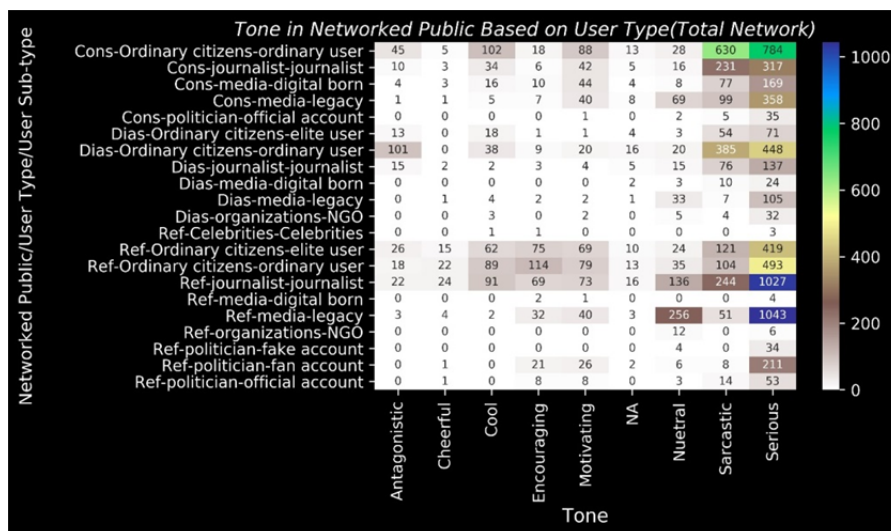 Tone in Networked Public Based on User Type(Total Network)
Networked Public/User Type/User Sub-type
Cons-Ordinary citizens-ordinary user 45 5 102 18 88 13 28 630 784
Cons-journalist-journalist 10 3 34 6 42 5 16 231 317
Cons-media-digital born 4 3 16 10 44 4 8 77 169
Cons-media-legacy 1 1 5 7 40 8 69 99 358
Cons-politician-official account 0 0 0 0 1 0 2 5 35
Dias-Ordinary citizens-elite user 13 0 18 1 1 4 3 54 71
Dias-Ordinary citizens-ordinary user 101 0 38 9 20 16 20 385 448
Dias-journalist-journalist 15 2 2 3 4 5 15 76 137
Dias-media-digital born 0 0 0 0 0 2 3 10 24
Dias-media-legacy 0 1 4 2 2 1 33 7 105
Dias-organizations-NGO 0 0 3 0 2 0 5 4 32
Ref-Celebrities-Celebrities 0 0 1 1 0 0 0 0 3
Ref-Ordinary citizens-elite user 26 15 62 75 69 10 24 121 419
Ref-Ordinary citizens-ordinary user 18 22 89 114 79 13 35 104 493
Ref-journalist-journalist 22 24 91 69 73 16 136 244 1027
Ref-media-digital born 0 0 0 2 1 0 0 0 4
Ref-media-legacy 3 4 2 32 40 3 256 51 1043
Ref-organizations-NGO 0 0 0 0 0 0 12 0 6
Ref-politician-fake account 0 0 0 0 0 0 4 0 34
Ref-politician-fan account 0 1 0 21 26 2 6 8 211
Ref-politician-official account 0 1 0 8 8 0 3 14 53
Antagonistic
Cheerful
Cool
Encouraging
Motivating
NA
Nuetral
Sarcastic
Serious
Tone
1000
800
600
400
200
0